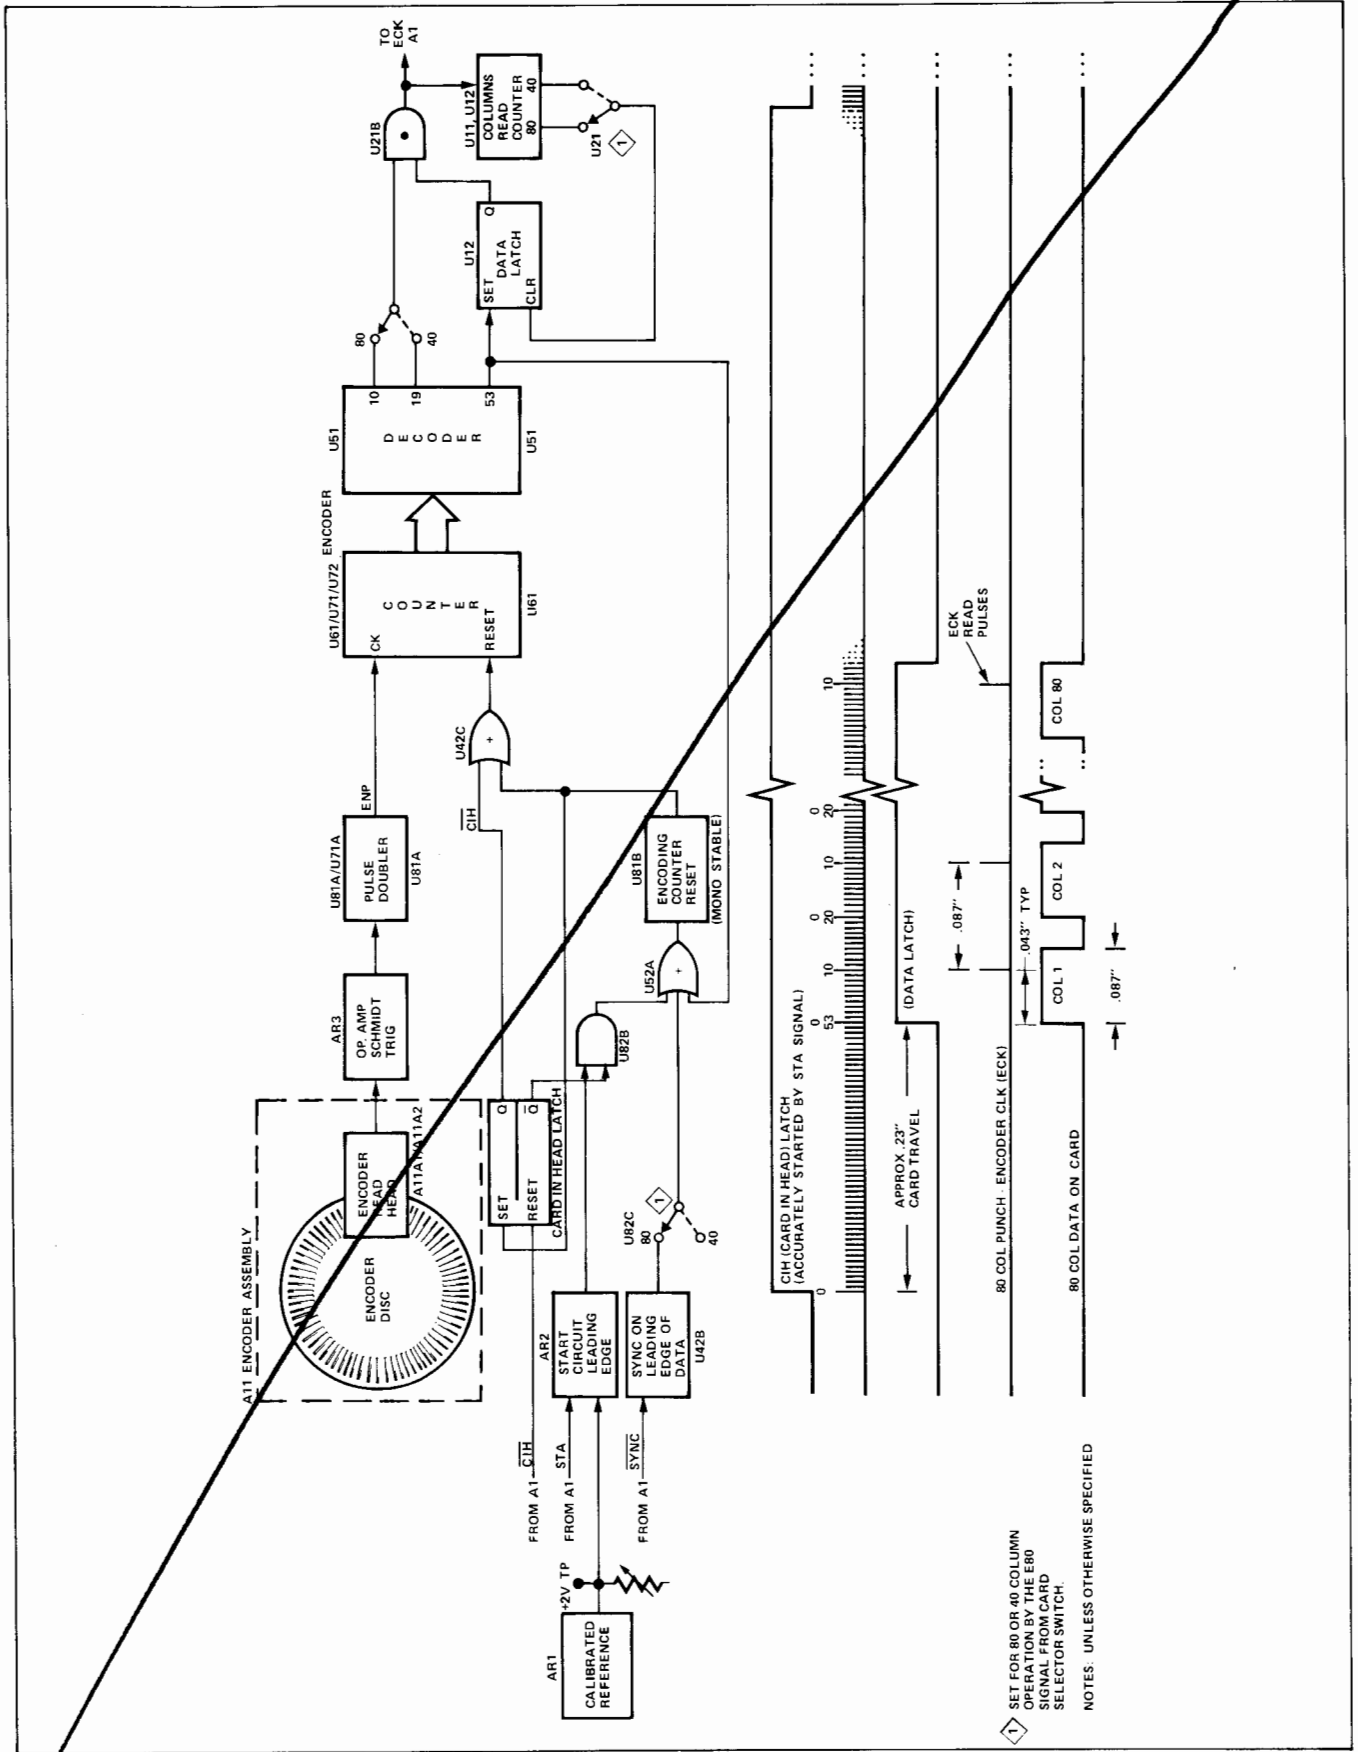 A11 ENCODER ASSEMBLY
ENCODER
DISC
ENCODER
READ
HEAD
A11A1/A11A2
AR3
OP. AMP
SCHMIDT
TRIG
U81A/U71A
PULSE
DOUBLER
U81A
ENP
U61/U71/U72 ENCODER
CK
COUNTER
RESET
U61
U51
DECODER
10
19
53
U51
80
40
U21B
TO
ECK
A1
U12
SET
DATA
LATCH
Q
CLR
U11, U12
COLUMNS
READ
COUNTER
80
40
U21
1
U42C
+
CIH
SET
Q
RESET
Q
CARD IN HEAD LATCH
FROM A1
CIH
AR1
CALIBRATED
REFERENCE
+2V TP
FROM A1
STA
AR2
START
CIRCUIT
LEADING
EDGE
FROM A1
SYNC
SYNC ON
LEADING
EDGE OF
DATA
U42B
U82C
80
40
1
U82B
U52A
+
U81B
ENCODING
COUNTER
RESET
(MONO STABLE)
CIH (CARD IN HEAD) LATCH
(ACCURATELY STARTED BY STA SIGNAL)
0
0
53
10
0
20
10
0
20
10
APPROX .23"
CARD TRAVEL
(DATA LATCH)
80 COL PUNCH - ENCODER CLK (ECK)
.087"
.043" TYP
ECK
READ
PULSES
80 COL DATA ON CARD
COL 1
COL 2
COL 80
.087"
1
SET FOR 80 OR 40 COLUMN
OPERATION BY THE E80
SIGNAL FROM CARD
SELECTOR SWITCH.
NOTES: UNLESS OTHERWISE SPECIFIED